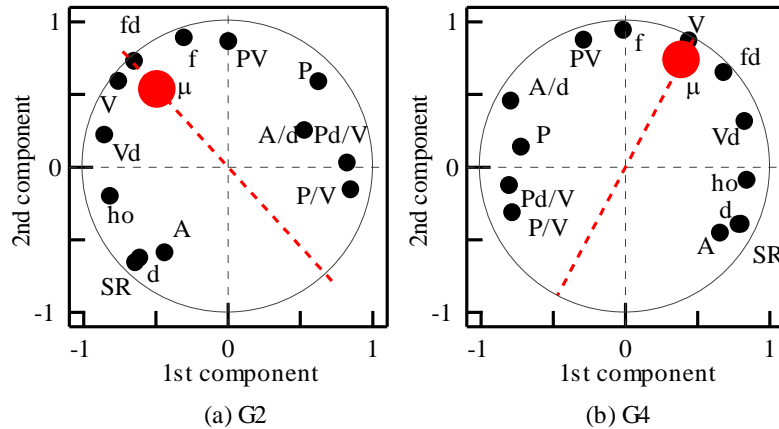 1
fd
f
PV
P
V
μ
A/d
Pd/V
Vd
0
P/V
ho
A
SR
d
-1
-1
0
1
2nd component
1st component
(a) G2
1
V
f
PV
fd
μ
A/d
Vd
P
0
ho
Pd/V
d
P/V
A
SR
-1
-1
0
1
2nd component
1st component
(b) G4